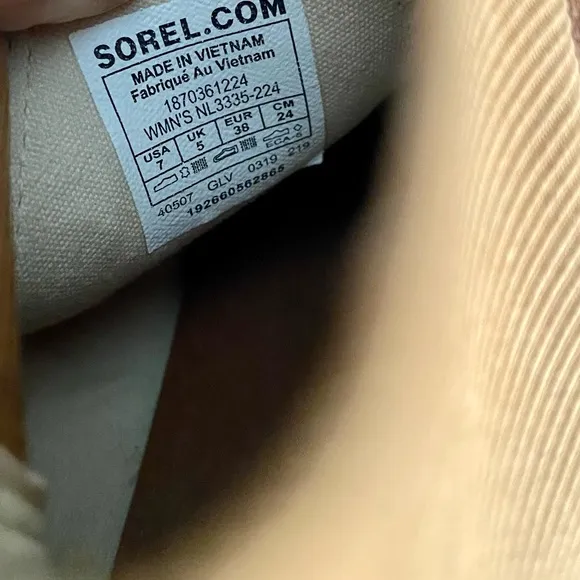 SOREL.COM
MADE IN VIETNAM
Fabriqué Au Vietnam
1870361224
WMN'S NL3335-224
USA UK EUR CM
7 5 38 24
ECA-S
40507 GLV 0319 219
192660562865